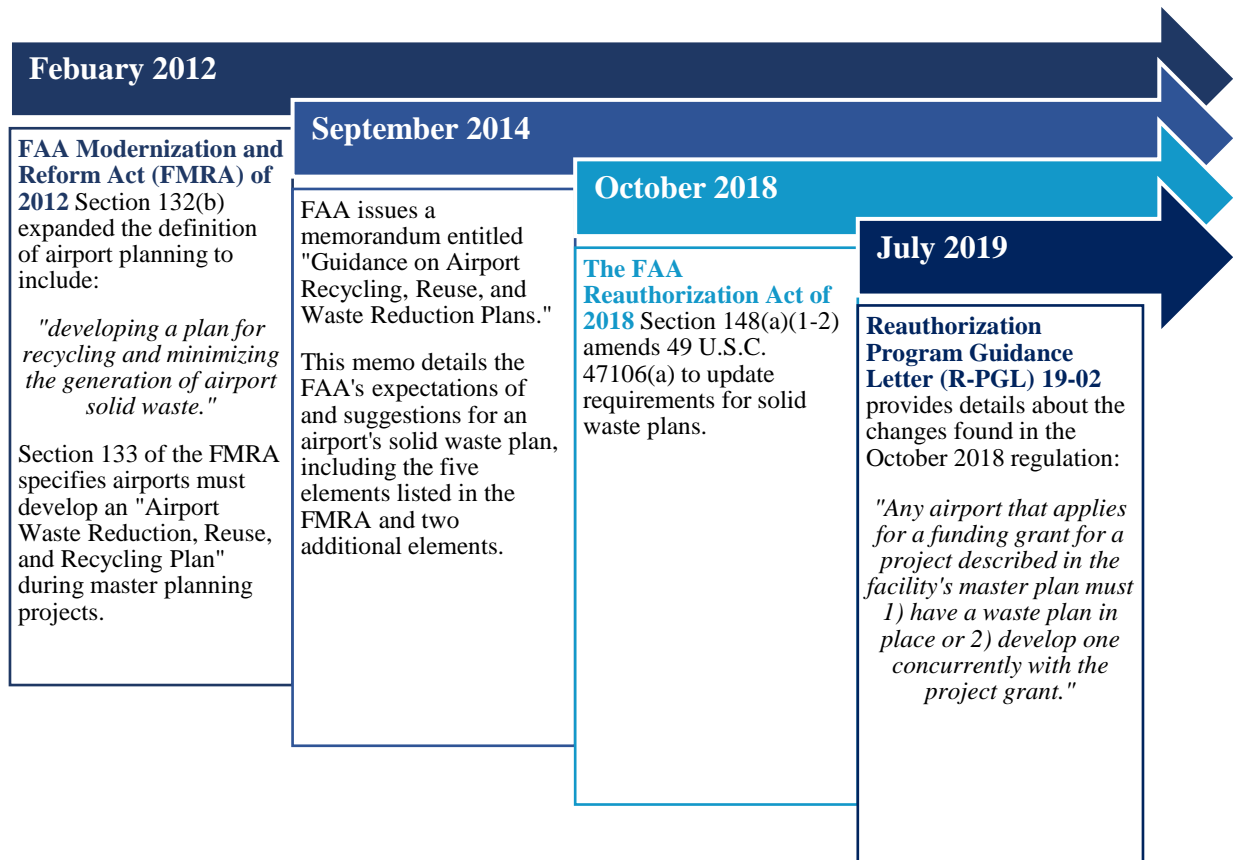 Febuary 2012
FAA Modernization and
Reform Act (FMRA) of
2012 Section 132(b)
expanded the definition
of airport planning to
include:
"developing a plan for
recycling and minimizing
the generation of airport
solid waste."
Section 133 of the FMRA
specifies airports must
develop an "Airport
Waste Reduction, Reuse,
and Recycling Plan"
during master planning
projects.
September 2014
FAA issues a
memorandum entitled
"Guidance on Airport
Recycling, Reuse, and
Waste Reduction Plans."
This memo details the
FAA's expectations of
and suggestions for an
airport's solid waste plan,
including the five
elements listed in the
FMRA and two
additional elements.
October 2018
The FAA
Reauthorization Act of
2018 Section 148(a)(1-2)
amends 49 U.S.C.
47106(a) to update
requirements for solid
waste plans.
July 2019
Reauthorization
Program Guidance
Letter (R-PGL) 19-02
provides details about the
changes found in the
October 2018 regulation:
"Any airport that applies
for a funding grant for a
project described in the
facility's master plan must
1) have a waste plan in
place or 2) develop one
concurrently with the
project grant."